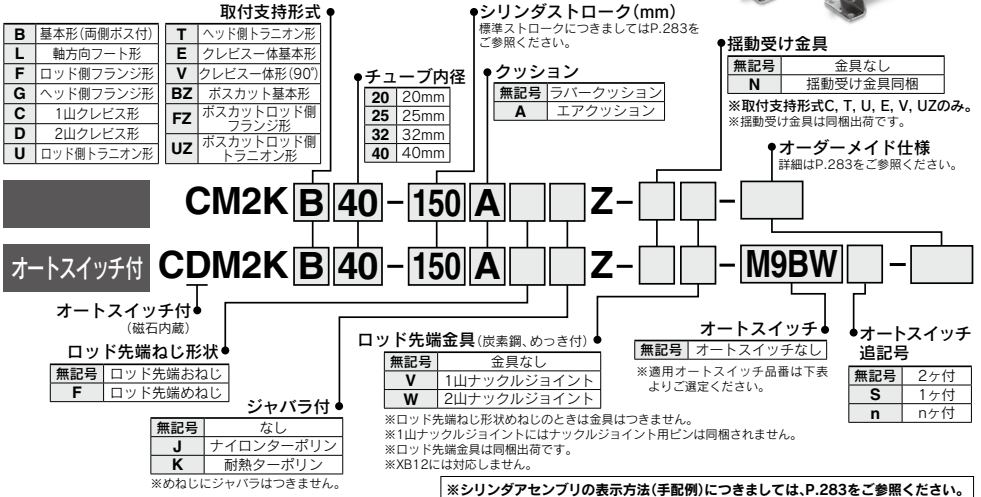 取付支持形式
B 基本形(両側ボス付)
L 軸方向フート形
F ロッド側フランジ形
G ヘッド側フランジ形
C 1山クレビス形
D 2山クレビス形
U ロッド側トラニオン形
T ヘッド側トラニオン形
E クレビス一体基本形
V クレビス一体形(90°)
BZ ボスカット基本形
FZ ボスカットロッド側
フランジ形
UZ ボスカットロッド側
トラニオン形
チューブ内径
20 20mm
25 25mm
32 32mm
40 40mm
シリンダストローク(mm)
標準ストロークにつきましてはP.283を
ご参照ください。
クッション
無記号 ラバークッション
A エアクッション
揺動受け金具
無記号 金具なし
N 揺動受け金具同梱
※取付支持形式C, T, U, E, V, UZのみ。
※揺動受け金具は同梱出荷です。
オーダーメイド仕様
詳細はP.283をご参照ください。
CM2K B 40 - 150 A Z- -
オートスイッチ付 CDM2K B 40 - 150 A Z- - M9BW -
オートスイッチ付
(磁石内蔵)
ロッド先端ねじ形状
無記号 ロッド先端おねじ
F ロッド先端めねじ
ジャバラ付
無記号 なし
J ナイロンターポリン
K 耐熱ターポリン
※めねじにジャバラはつきません。
ロッド先端金具(炭素鋼、めっき付)
無記号 金具なし
V 1山ナックルジョイント
W 2山ナックルジョイント
※ロッド先端ねじ形状めねじのときは金具はつきません。
※1山ナックルジョイントにはナックルジョイント用ピンは同梱されません。
※ロッド先端金具は同梱出荷です。
※XB12には対応しません。
オートスイッチ
無記号 オートスイッチなし
※適用オートスイッチ品番は下表
よりご選定ください。
オートスイッチ
追記号
無記号 2ヶ付
S 1ヶ付
n nヶ付
※シリンダアセンブリの表示方法(手配例)につきましては、P.283をご参照ください。